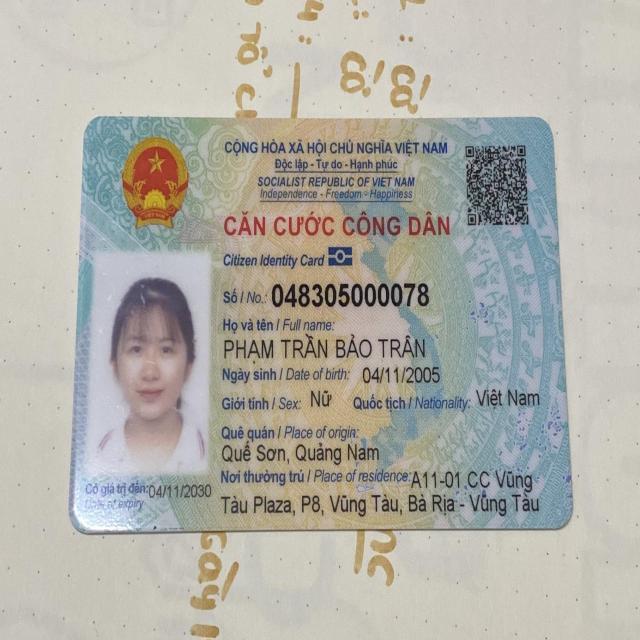 CỘNG HÒA XÃ HỘI CHỦ NGHĨA VIỆT NAM
Độc lập - Tự do - Hạnh phúc
SOCIALIST REPUBLIC OF VIET NAM
Independence - Freedom - Happiness
CĂN CƯỚC CÔNG DÂN
Citizen Identity Card
Số / No.: 048305000078
Họ và tên / Full name:
PHẠM TRẦN BẢO TRÂN
Ngày sinh / Date of birth: 04/11/2005
Giới tính / Sex: Nữ Quốc tịch / Nationality: Việt Nam
Quê quán / Place of origin:
Quế Sơn, Quảng Nam
Nơi thường trú / Place of residence: A11-01 CC Vũng
Tàu Plaza, P8, Vũng Tàu, Bà Rịa - Vũng Tàu
Có giá trị đến: 04/11/2030
Date of expiry